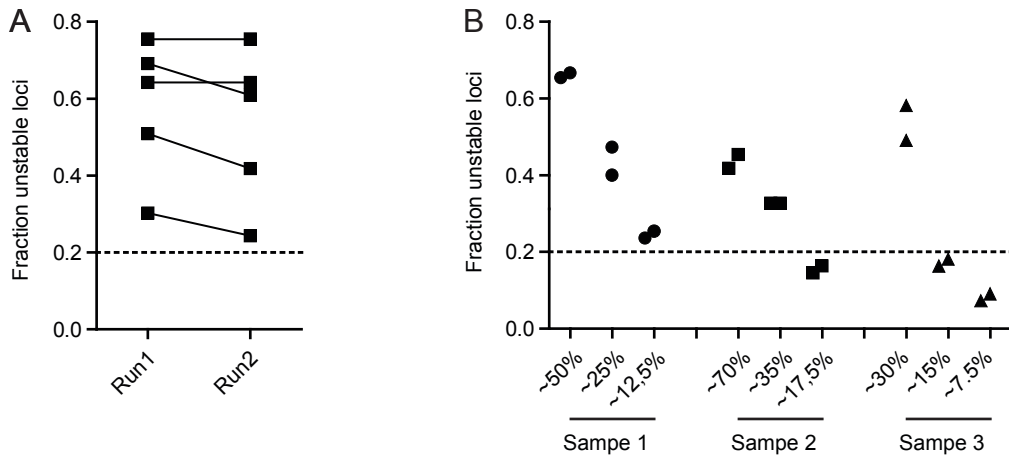 A
Fraction unstable loci
0.8
0.6
0.4
0.2
0.0
Run1
Run2
B
Fraction unstable loci
0.8
0.6
0.4
0.2
0.0
~50%
~25%
~12,5%
~70%
~35%
~17,5%
~30%
~15%
~7.5%
Sampe 1
Sampe 2
Sampe 3